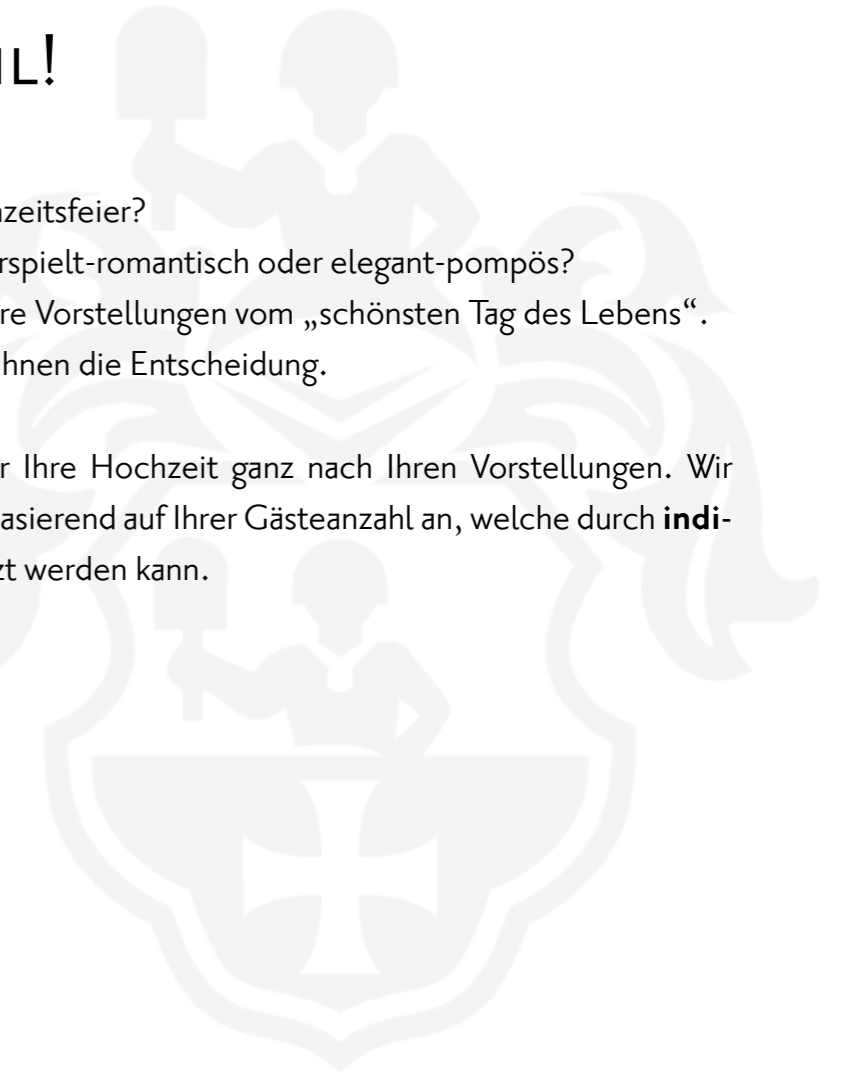 IL!
zeitsfeier?
rspielt-romantisch oder elegant-pompös?
re Vorstellungen vom „schönsten Tag des Lebens“.
hnen die Entscheidung.
r Ihre Hochzeit ganz nach Ihren Vorstellungen. Wir
asierend auf Ihrer Gästeanzahl an, welche durch indi-
zt werden kann.